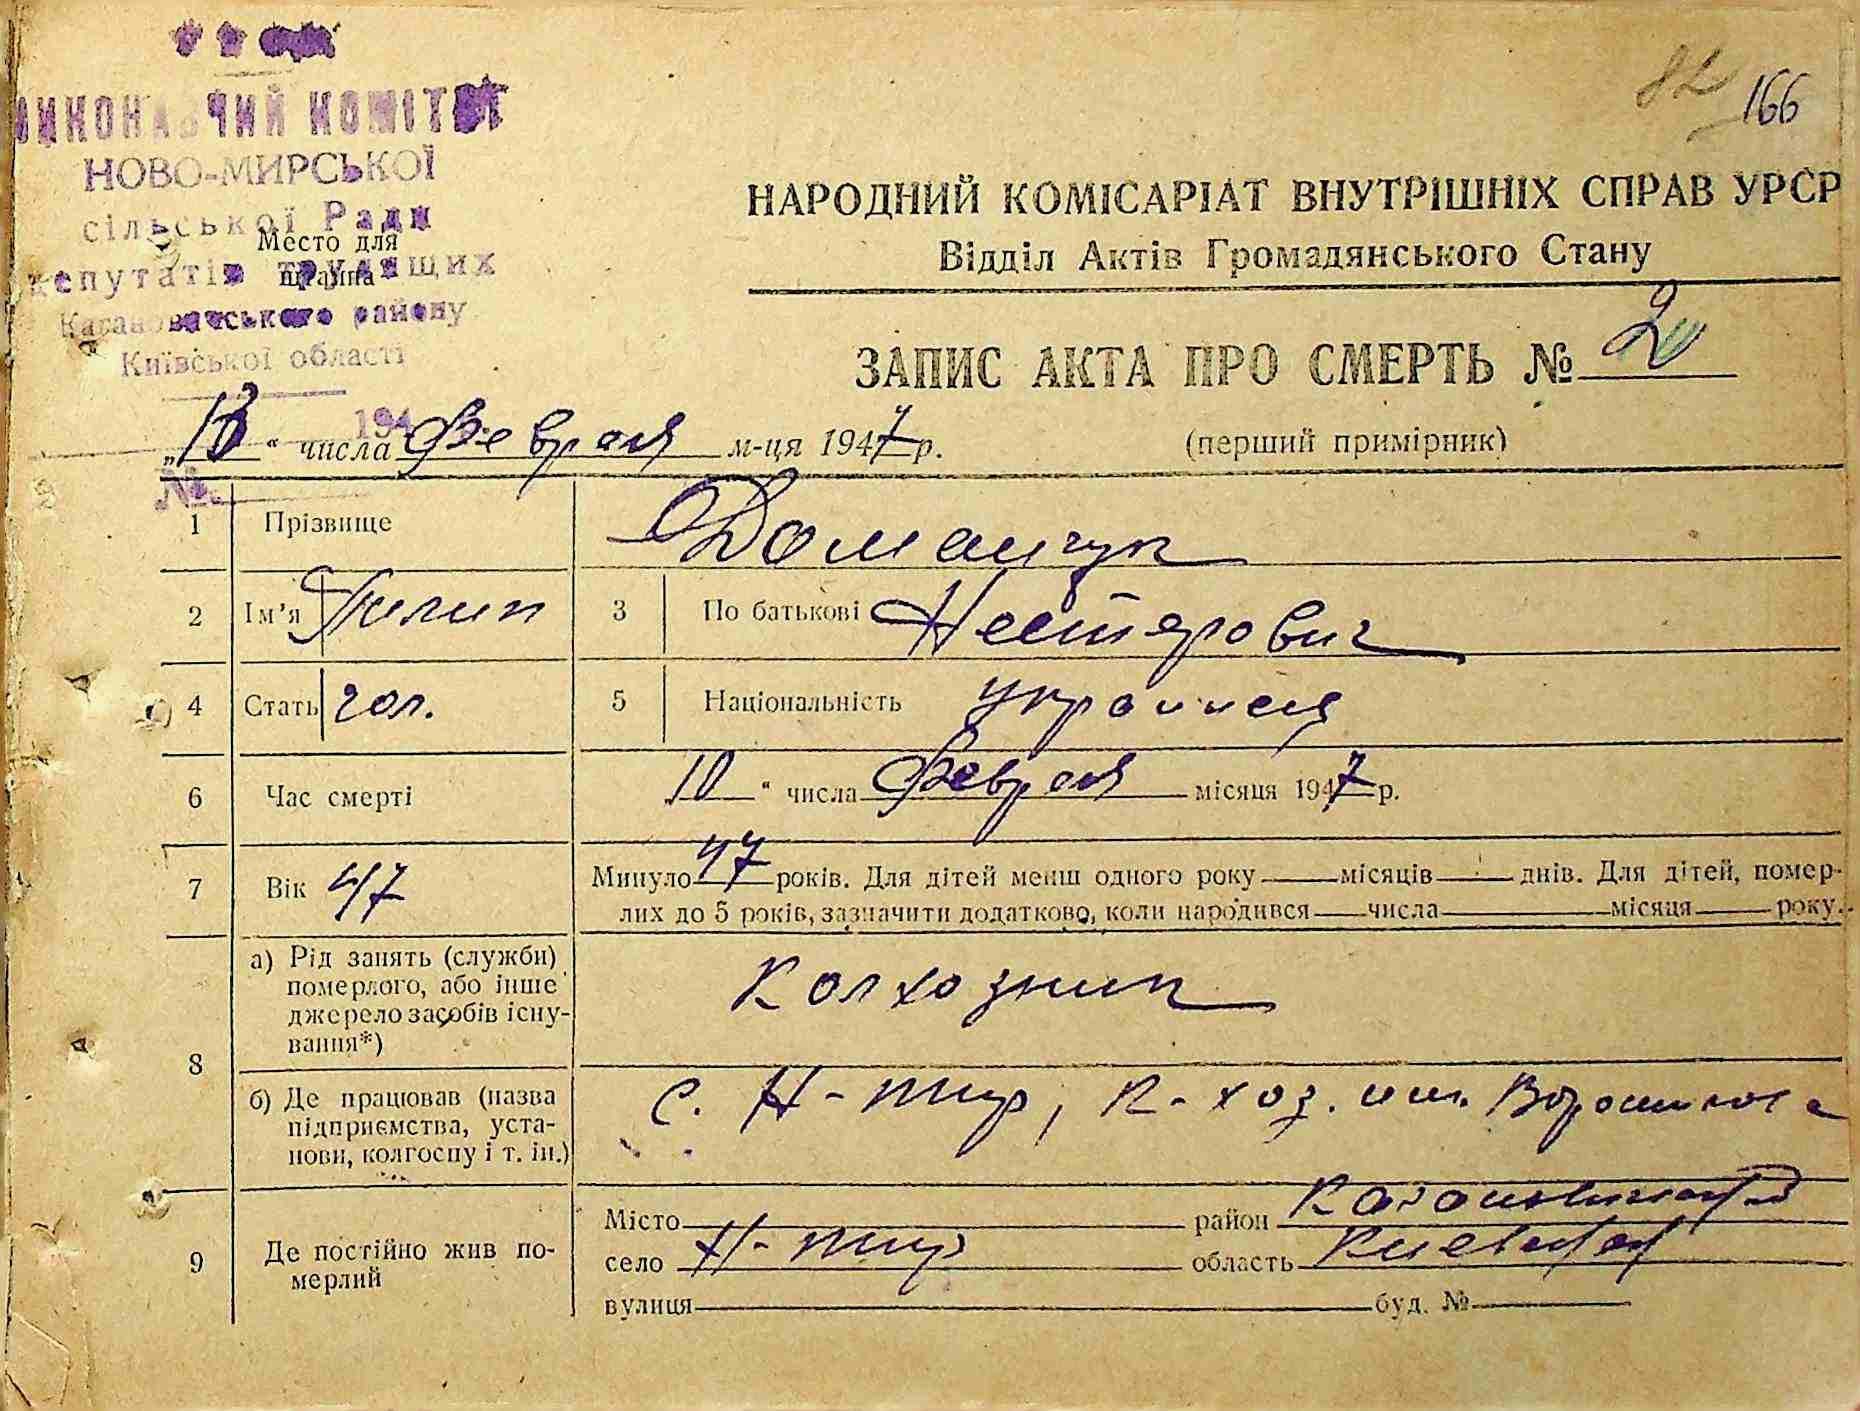 ВИКОНАВЧИЙ КОМІТЕТ
НОВО-МИРСЬКОЇ
сільської Ради
депутатів трудящих
Кагановичського району
Київської області
194
№
Место для
штампа
82
166
НАРОДНИЙ КОМІСАРІАТ ВНУТРІШНІХ СПРАВ УРСР
Відділ Актів Громадянського Стану
ЗАПИС АКТА ПРО СМЕРТЬ № 2
„13“ числа Февраля м-ця 1947 р.
(перший примірник)
1 Прізвище Доманчук
2 Ім'я Пилип 3 По батькові Нестерович
4 Стать чол. 5 Національність украинец
6 Час смерті „10“ числа Февраля місяця 1947 р.
7 Вік 47 Минуло 47 років. Для дітей менш одного року місяців днів. Для дітей, помер-
лих до 5 років, зазначити додатково, коли народився числа місяця року.
8 а) Рід занять (служби) померлого, або інше джерело засобів існу-вання*) Колхозник
б) Де працював (назва підприємства, уста-нови, колгоспу і т. ін.) с. Н-мир, к-хоз. им. Ворошилова
9 Де постійно жив по-мерлий
Місто район Кагановичский
село Н-мир область Киевская
вулиця буд. №